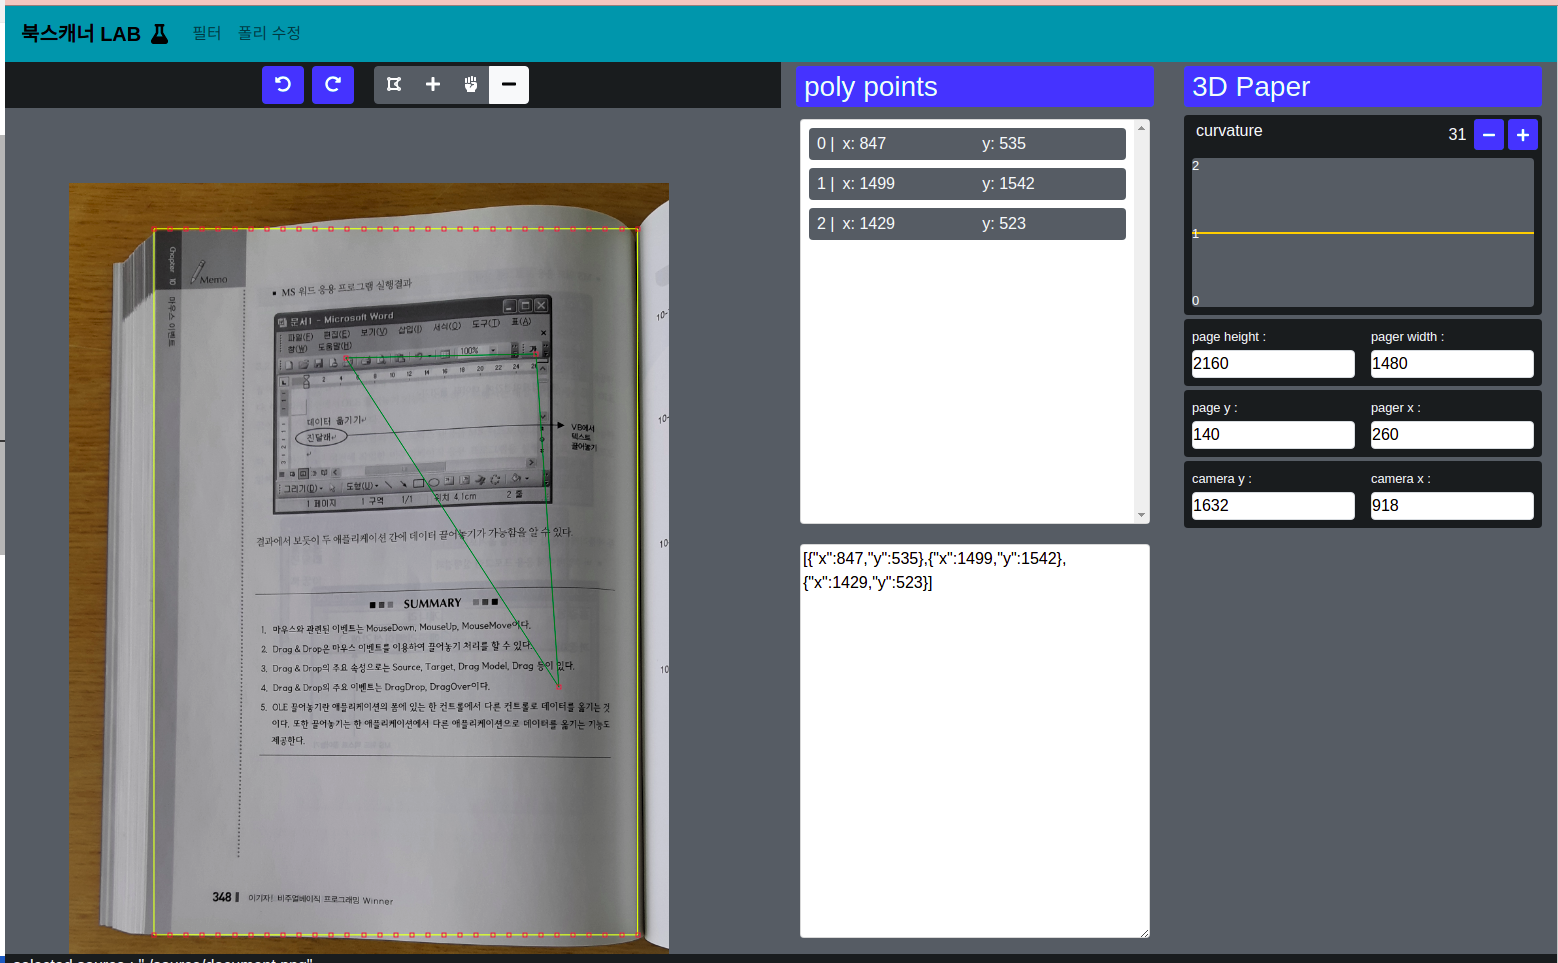 북스캐너 LAB 필터 폴리 수정
poly points
0 | x: 847 y: 535
1 | x: 1499 y: 1542
2 | x: 1429 y: 523
[{"x":847,"y":535},{"x":1499,"y":1542},
{"x":1429,"y":523}]
3D Paper
curvature 31
2
1
0
page height : pager width :
2160 1480
page y : pager x :
140 260
camera y : camera x :
1632 918
Chapter 10 마우스 이벤트
Memo
MS 워드 응용 프로그램 실행결과
문서1 - Microsoft Word
파일(F) 편집(E) 보기(V) 삽입(I) 서식(O) 도구(T) 표(A)
창(W) 도움말(H)
100%
2 4 6 8 10 12 14 16 18 20 22 24 26
데이터 옮기기
진달래
VB에서
텍스트
끌어놓기
그리기(D) 도형(U)
1 페이지 1 구역 1/1 위치 4.1cm 2 줄
결과에서 보듯이 두 애플리케이션 간에 데이터 끌어놓기가 가능함을 알 수 있다.
SUMMARY
1. 마우스와 관련된 이벤트는 MouseDown, MouseUp, MouseMove이다.
2. Drag & Drop은 마우스 이벤트를 이용하여 끌어놓기 처리를 할 수 있다.
3. Drag & Drop의 주요 속성으로는 Source, Target, Drag Model, Drag 등이 있다.
4. Drag & Drop의 주요 이벤트는 DragDrop, DragOver이다.
5. OLE 끌어놓기란 애플리케이션의 폼에 있는 한 컨트롤에서 다른 컨트롤로 데이터를 옮기는 것
이다. 또한 끌어놓기는 한 애플리케이션에서 다른 애플리케이션으로 데이터를 옮기는 기능도
제공한다.
348 이기자! 비주얼베이직 프로그래밍 Winner
10-
10-
10-
10